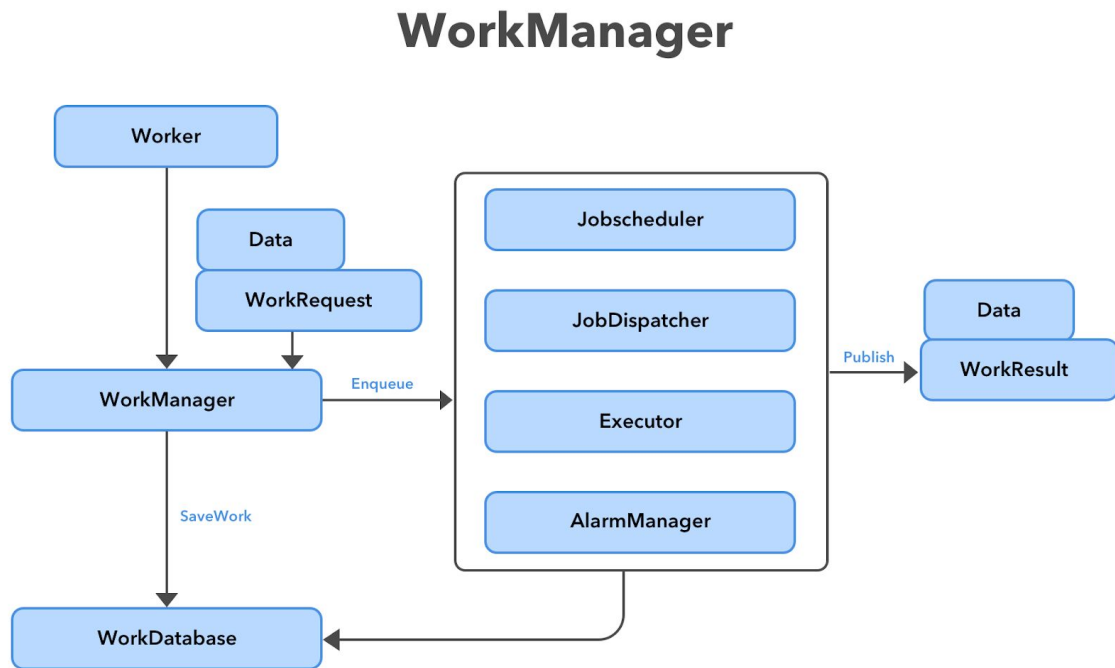 WorkManager
Worker
Data
WorkRequest
WorkManager
Enqueue
SaveWork
WorkDatabase
Jobscheduler
JobDispatcher
Executor
AlarmManager
Publish
Data
WorkResult